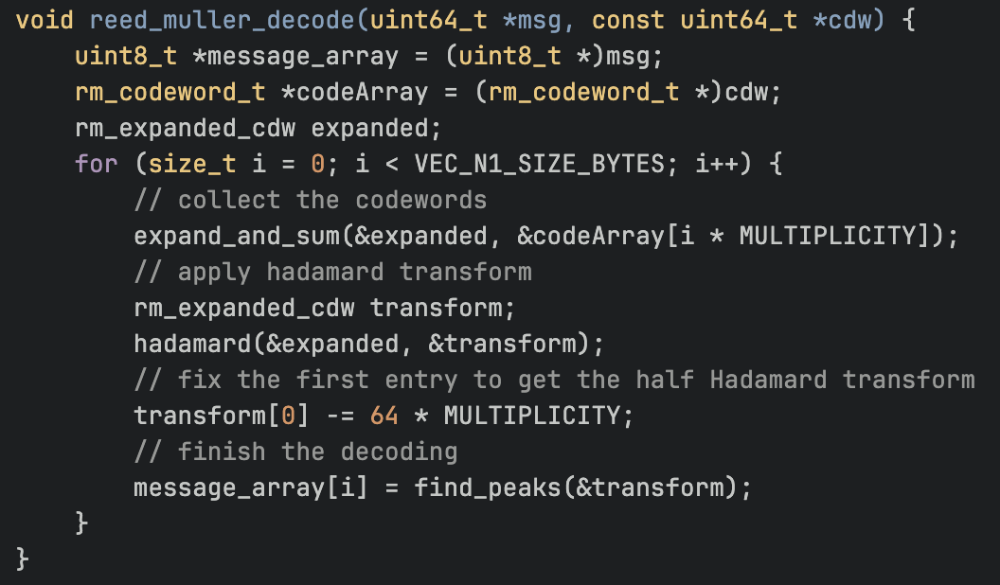 void reed_muller_decode(uint64_t *msg, const uint64_t *cdw) {
    uint8_t *message_array = (uint8_t *)msg;
    rm_codeword_t *codeArray = (rm_codeword_t *)cdw;
    rm_expanded_cdw expanded;
    for (size_t i = 0; i < VEC_N1_SIZE_BYTES; i++) {
        // collect the codewords
        expand_and_sum(&expanded, &codeArray[i * MULTIPLICITY]);
        // apply hadamard transform
        rm_expanded_cdw transform;
        hadamard(&expanded, &transform);
        // fix the first entry to get the half Hadamard transform
        transform[0] -= 64 * MULTIPLICITY;
        // finish the decoding
        message_array[i] = find_peaks(&transform);
    }
}